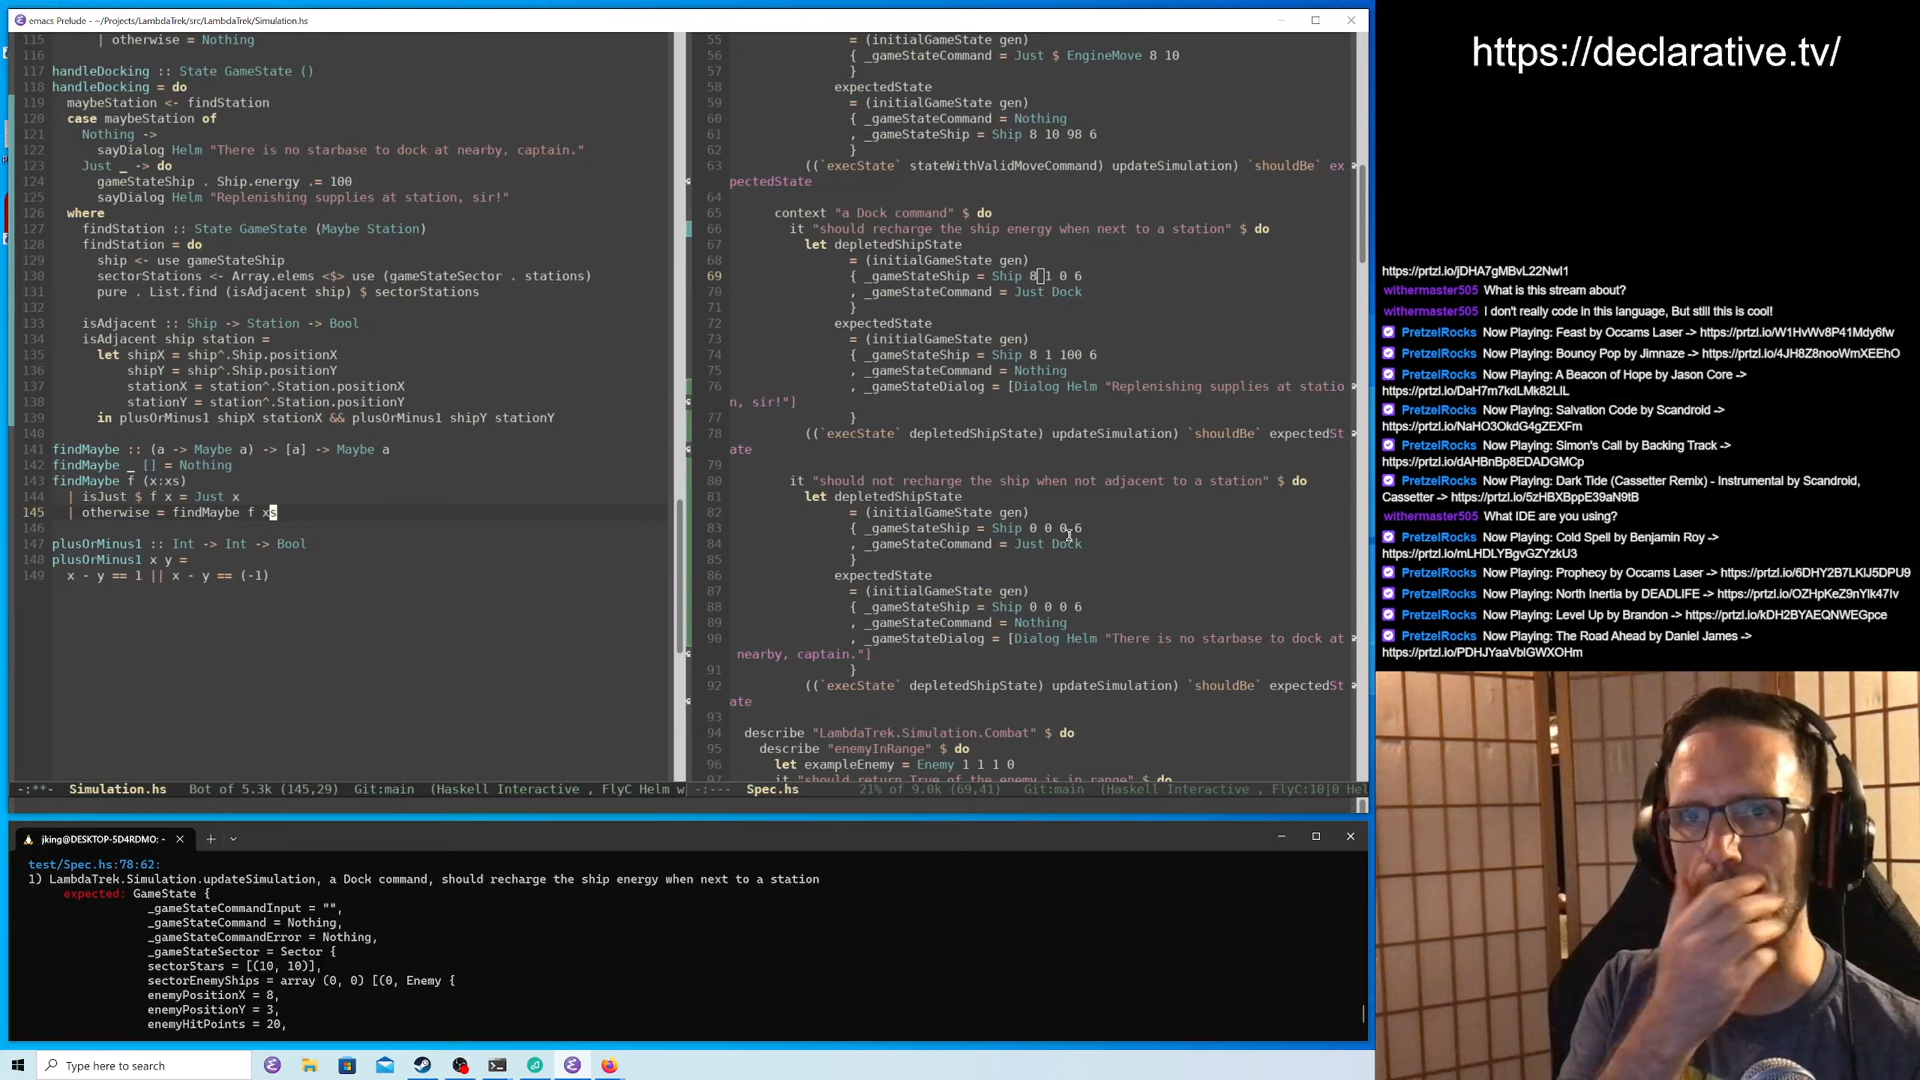 emacs Prelude - ~/Projects/LambdaTrek/src/LambdaTrek/Simulation.hs
115 | otherwise = Nothing
116
117 handleDocking :: State GameState ()
118 handleDocking = do
119 maybeStation <- findStation
120 case maybeStation of
121 Nothing ->
122 sayDialog Helm "There is no starbase to dock at nearby, captain."
123 Just _ -> do
124 gameStateShip . Ship.energy .= 100
125 sayDialog Helm "Replenishing supplies at station, sir!"
126 where
127 findStation :: State GameState (Maybe Station)
128 findStation = do
129 ship <- use gameStateShip
130 sectorStations <- Array.elems <$> use (gameStateSector . stations)
131 pure . List.find (isAdjacent ship) $ sectorStations
132
133 isAdjacent :: Ship -> Station -> Bool
134 isAdjacent ship station =
135 let shipX = ship^.Ship.positionX
136 shipY = ship^.Ship.positionY
137 stationX = station^.Station.positionX
138 stationY = station^.Station.positionY
139 in plusOrMinus1 shipX stationX && plusOrMinus1 shipY stationY
140
141 findMaybe :: (a -> Maybe a) -> [a] -> Maybe a
142 findMaybe _ [] = Nothing
143 findMaybe f (x:xs)
144 | isJust $ f x = Just x
145 | otherwise = findMaybe f xs
146
147 plusOrMinus1 :: Int -> Int -> Bool
148 plusOrMinus1 x y =
149 x - y == 1 || x - y == (-1)
-:**- Simulation.hs Bot of 5.3k (145,29) Git:main (Haskell Interactive , FlyC Helm w
55 = (initialGameState gen)
56 { _gameStateCommand = Just $ EngineMove 8 10
57 }
58 expectedState
59 = (initialGameState gen)
60 { _gameStateCommand = Nothing
61 , _gameStateShip = Ship 8 10 98 6
62 }
63 ((`execState` stateWithValidMoveCommand) updateSimulation) `shouldBe` ex
pectedState
64
65 context "a Dock command" $ do
66 it "should recharge the ship energy when next to a station" $ do
67 let depletedShipState
68 = (initialGameState gen)
69 { _gameStateShip = Ship 8 1 0 6
70 , _gameStateCommand = Just Dock
71 }
72 expectedState
73 = (initialGameState gen)
74 { _gameStateShip = Ship 8 1 100 6
75 , _gameStateCommand = Nothing
76 , _gameStateDialog = [Dialog Helm "Replenishing supplies at statio
n, sir!"]
77 }
78 ((`execState` depletedShipState) updateSimulation) `shouldBe` expectedSt
ate
79
80 it "should not recharge the ship when not adjacent to a station" $ do
81 let depletedShipState
82 = (initialGameState gen)
83 { _gameStateShip = Ship 0 0 0 6
84 , _gameStateCommand = Just Dock
85 }
86 expectedState
87 = (initialGameState gen)
88 { _gameStateShip = Ship 0 0 0 6
89 , _gameStateCommand = Nothing
90 , _gameStateDialog = [Dialog Helm "There is no starbase to dock at
nearby, captain."]
91 }
92 ((`execState` depletedShipState) updateSimulation) `shouldBe` expectedSt
ate
93
94 describe "LambdaTrek.Simulation.Combat" $ do
95 describe "enemyInRange" $ do
96 let exampleEnemy = Enemy 1 1 1 0
97 it "should return True of the enemy is in range" $ do
-:--- Spec.hs 21% of 9.0k (69,41) Git:main (Haskell Interactive , FlyC:10|0 Hel
jking@DESKTOP-5D4RDMO: ~
test/Spec.hs:78:62:
1) LambdaTrek.Simulation.updateSimulation, a Dock command, should recharge the ship energy when next to a station
expected: GameState {
_gameStateCommandInput = "",
_gameStateCommand = Nothing,
_gameStateCommandError = Nothing,
_gameStateSector = Sector {
sectorStars = [(10, 10)],
sectorEnemyShips = array (0, 0) [(0, Enemy {
enemyPositionX = 8,
enemyPositionY = 3,
enemyHitPoints = 20,
Type here to search
https://declarative.tv/
https://prtzl.io/jDHA7gMBvL22Nwl1
withermaster505 What is this stream about?
withermaster505 I don't really code in this language, But still this is cool!
PretzelRocks Now Playing: Feast by Occams Laser -> https://prtzl.io/W1HvWv8P41Mdy6fw
PretzelRocks Now Playing: Bouncy Pop by Jimnaze -> https://prtzl.io/4JH8Z8nooWmXEEhO
PretzelRocks Now Playing: A Beacon of Hope by Jason Core ->
https://prtzl.io/DaH7m7kdLMk82LlL
PretzelRocks Now Playing: Salvation Code by Scandroid ->
https://prtzl.io/NaHO3OkdG4gZEXFm
PretzelRocks Now Playing: Simon's Call by Backing Track ->
https://prtzl.io/dAHBnBp8EDADGMCp
PretzelRocks Now Playing: Dark Tide (Cassetter Remix) - Instrumental by Scandroid,
Cassetter -> https://prtzl.io/5zHBXBppE39aN9tB
withermaster505 What IDE are you using?
PretzelRocks Now Playing: Cold Spell by Benjamin Roy ->
https://prtzl.io/mLHDLYBgvGZYzkU3
PretzelRocks Now Playing: Prophecy by Occams Laser -> https://prtzl.io/6DHY2B7LKlJ5DPU9
PretzelRocks Now Playing: North Inertia by DEADLIFE -> https://prtzl.io/OZHpKeZ9nYlk47Iv
PretzelRocks Now Playing: Level Up by Brandon -> https://prtzl.io/kDH2BYAEQNWEGpce
PretzelRocks Now Playing: The Road Ahead by Daniel James ->
https://prtzl.io/PDHJYaaVblGWXOHm